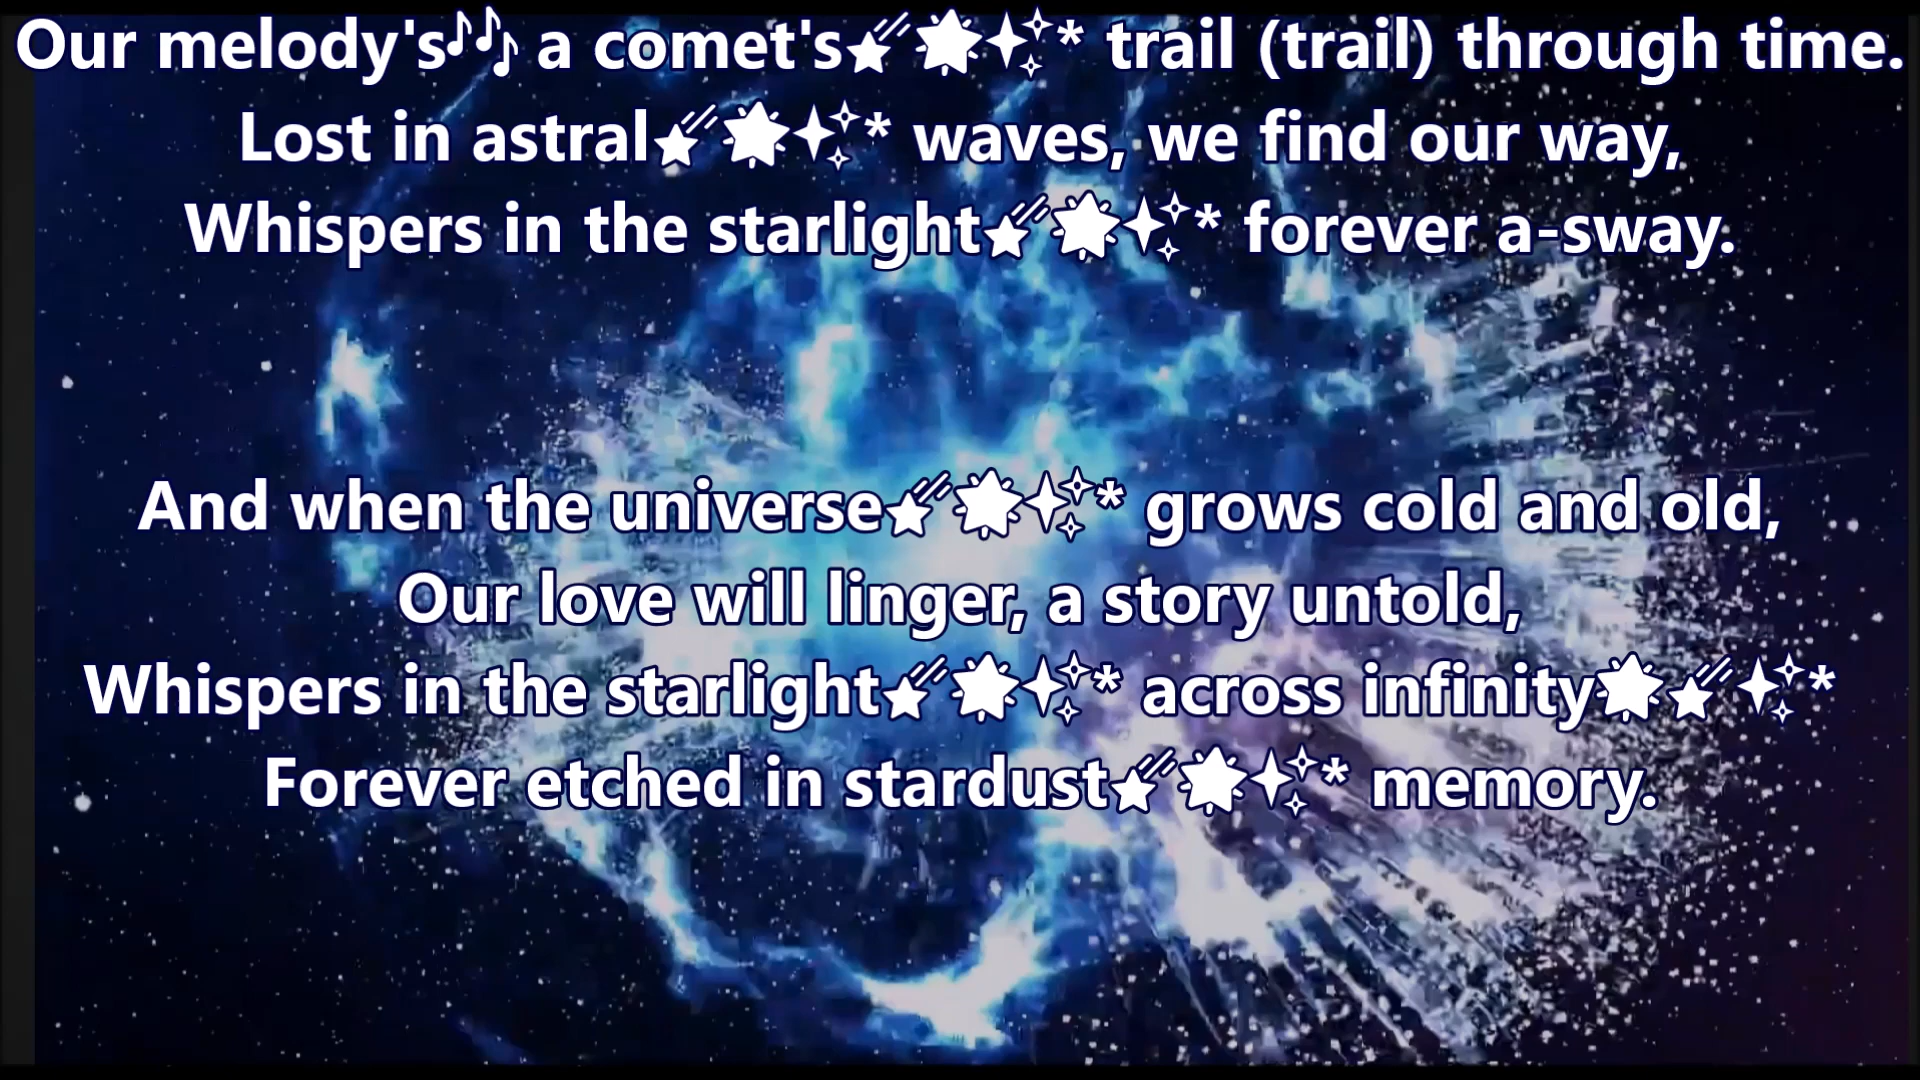 Our melody's🎶 a comet's☄🌟✨* trail (trail) through time.
Lost in astral☄🌟✨* waves, we find our way,
Whispers in the starlight☄🌟✨* forever a-sway.
And when the universe☄🌟✨* grows cold and old,
Our love will linger, a story untold,
Whispers in the starlight☄🌟✨* across infinity🌟☄✨*
Forever etched in stardust☄🌟✨* memory.